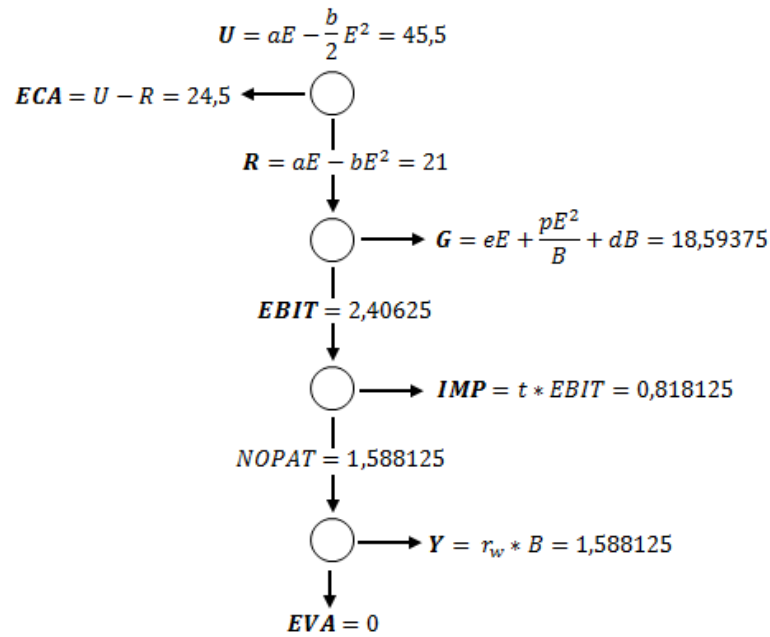 U = aE − b/2 E² = 45,5
ECA = U − R = 24,5
R = aE − bE² = 21
G = eE + pE²/B + dB = 18,59375
EBIT = 2,40625
IMP = t ∗ EBIT = 0,818125
NOPAT = 1,588125
Y = r_w ∗ B = 1,588125
EVA = 0